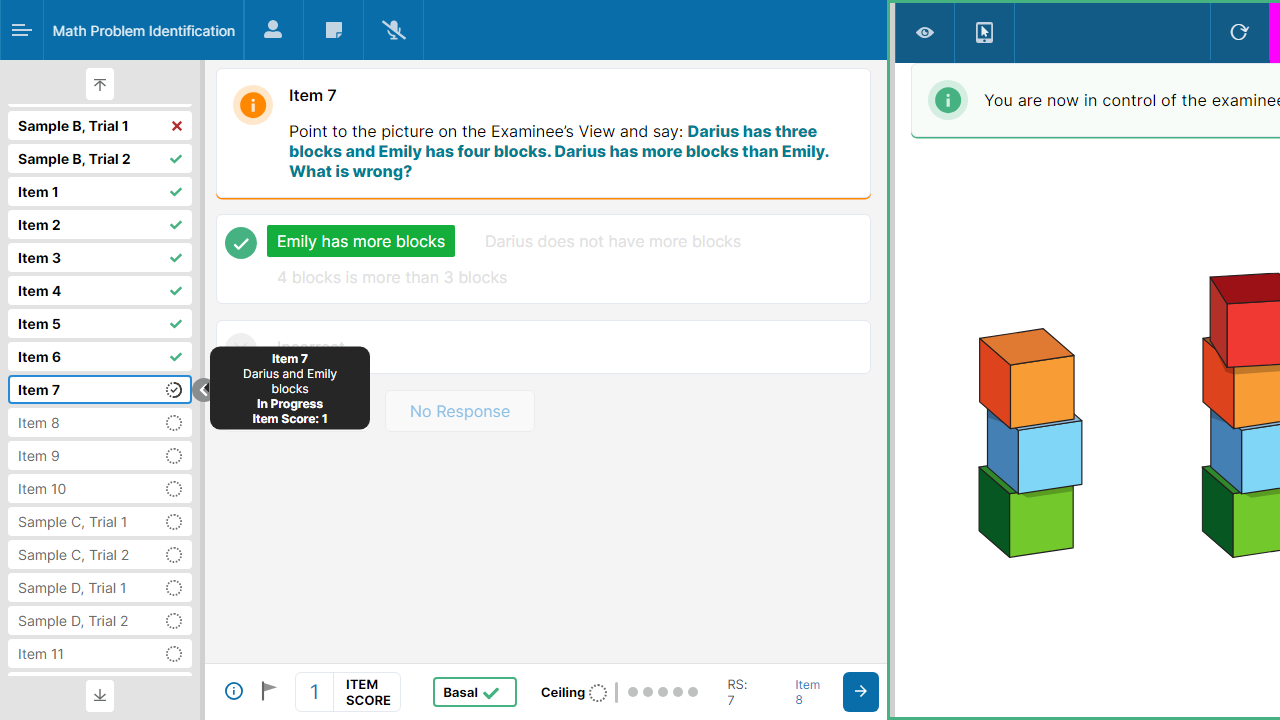 Math Problem Identification
Sample B, Trial 1
Sample B, Trial 2
Item 1
Item 2
Item 3
Item 4
Item 5
Item 6
Item 7
Item 8
Item 9
Item 10
Sample C, Trial 1
Sample C, Trial 2
Sample D, Trial 1
Sample D, Trial 2
Item 11
Item 7
Point to the picture on the Examinee's View and say: Darius has three
blocks and Emily has four blocks. Darius has more blocks than Emily.
What is wrong?
Emily has more blocks
Darius does not have more blocks
4 blocks is more than 3 blocks
Incorrect
Item 7
Darius and Emily
blocks
In Progress
Item Score: 1
No Response
1
ITEM
SCORE
Basal
Ceiling
RS:
7
Item
8
You are now in control of the examinee